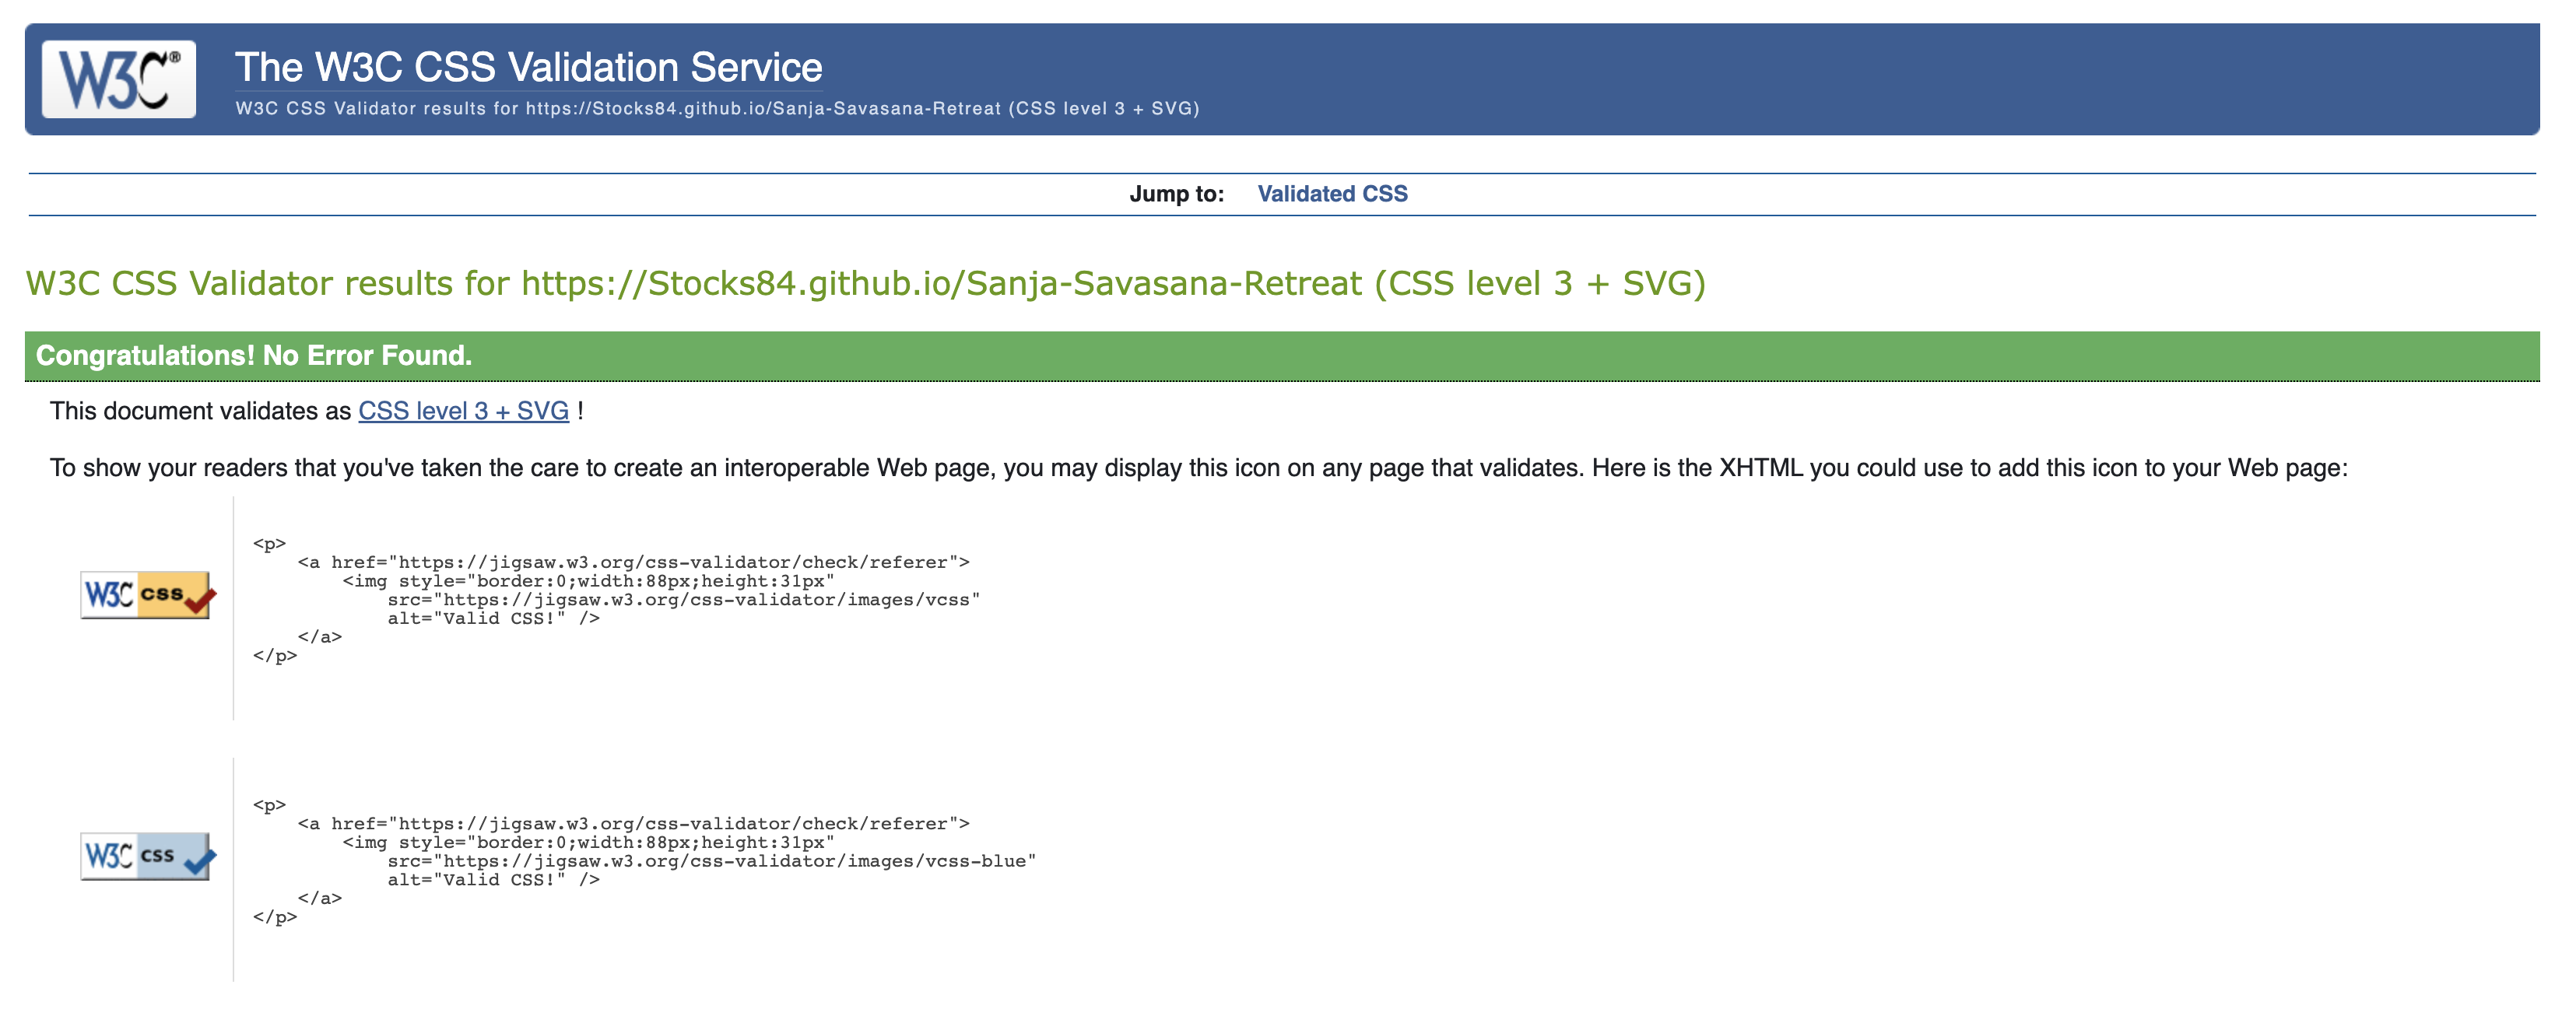 W3C®
The W3C CSS Validation Service
W3C CSS Validator results for https://Stocks84.github.io/Sanja-Savasana-Retreat (CSS level 3 + SVG)
Jump to: Validated CSS
W3C CSS Validator results for https://Stocks84.github.io/Sanja-Savasana-Retreat (CSS level 3 + SVG)
Congratulations! No Error Found.
This document validates as CSS level 3 + SVG !
To show your readers that you've taken the care to create an interoperable Web page, you may display this icon on any page that validates. Here is the XHTML you could use to add this icon to your Web page:
W3C css
<p>
    <a href="https://jigsaw.w3.org/css-validator/check/referer">
        <img style="border:0;width:88px;height:31px"
            src="https://jigsaw.w3.org/css-validator/images/vcss"
            alt="Valid CSS!" />
    </a>
</p>
W3C css
<p>
    <a href="https://jigsaw.w3.org/css-validator/check/referer">
        <img style="border:0;width:88px;height:31px"
            src="https://jigsaw.w3.org/css-validator/images/vcss-blue"
            alt="Valid CSS!" />
    </a>
</p>